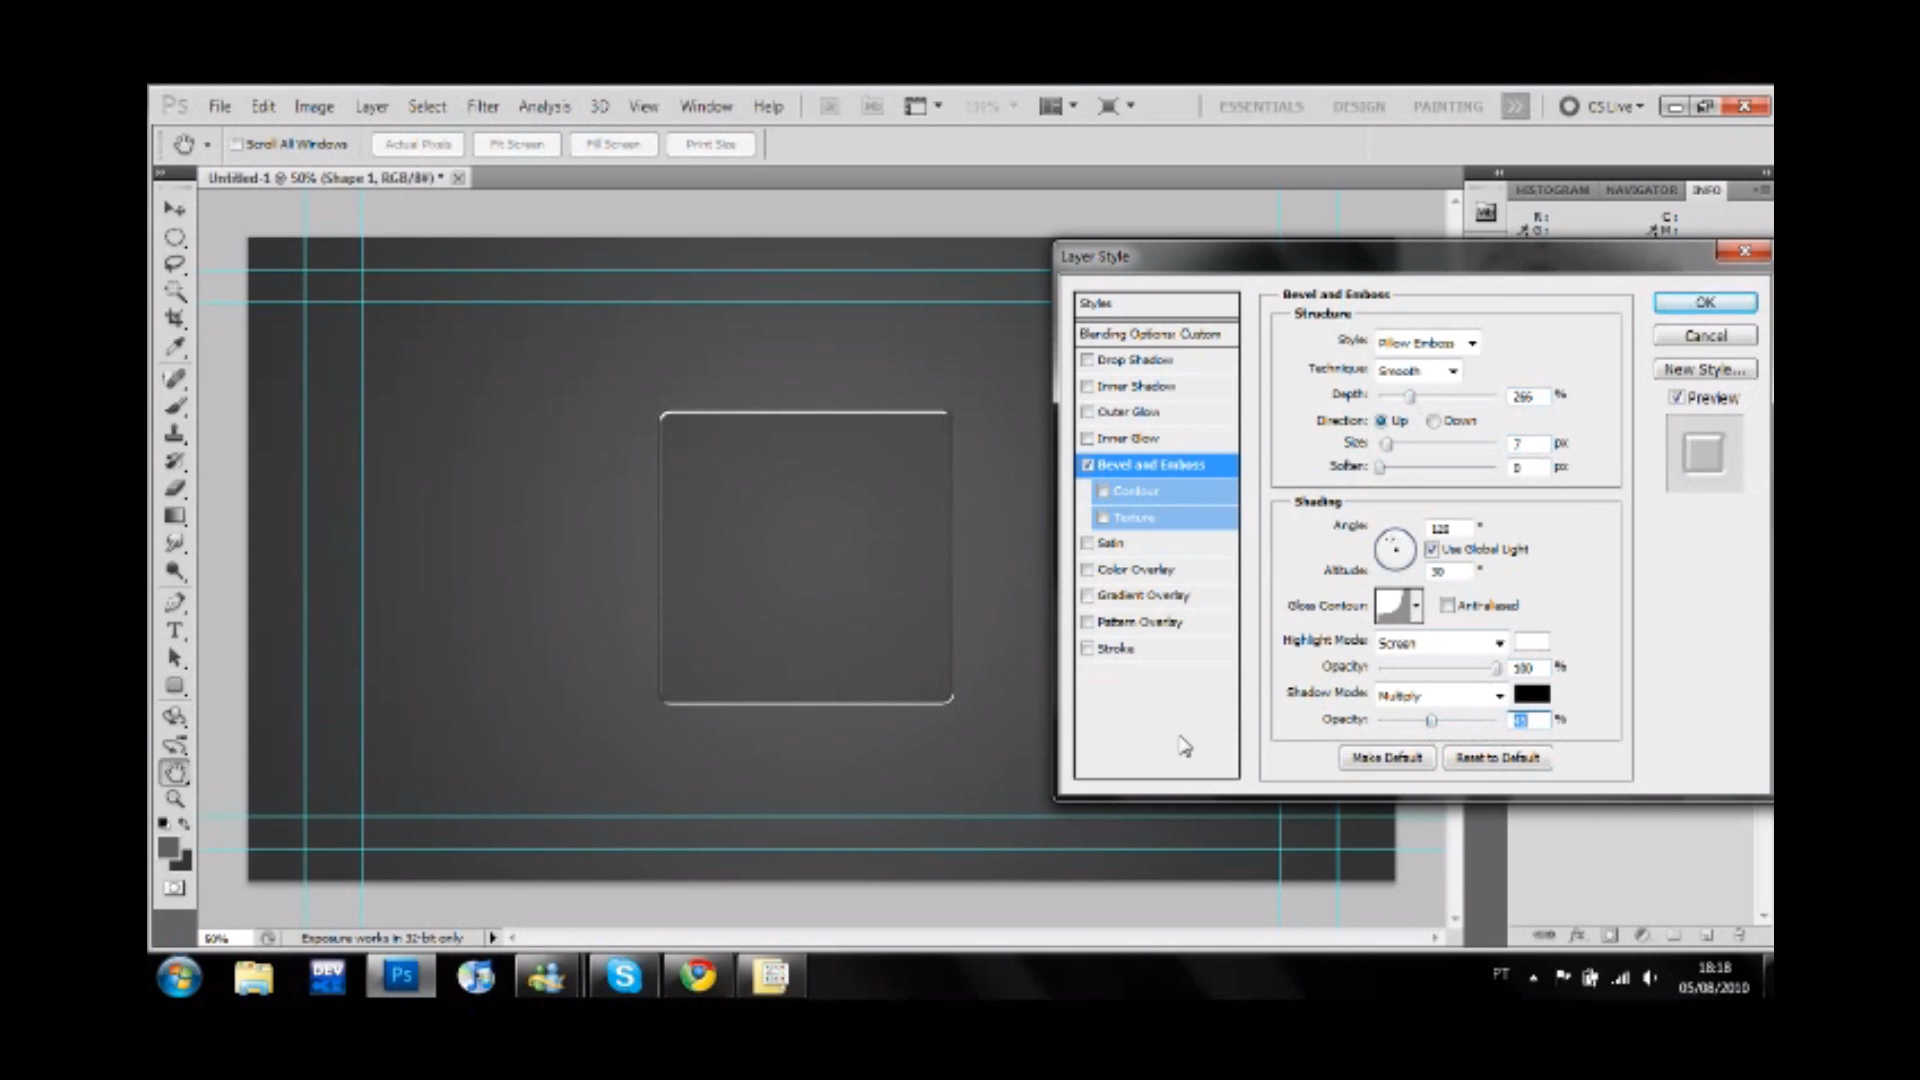 Ps File Edit Image Layer Select Filter Analysis 3D View Window Help 100% ESSENTIALS DESIGN PAINTING CS Live
Scroll All Windows Actual Pixels Fit Screen Fill Screen Print Size
Untitled-1 @ 50% (Shape 1, RGB/8#) *
HISTOGRAM NAVIGATOR INFO
R: C:
G: M:
Layer Style
Styles
Blending Options: Custom
Drop Shadow
Inner Shadow
Outer Glow
Inner Glow
Bevel and Emboss
Contour
Texture
Satin
Color Overlay
Gradient Overlay
Pattern Overlay
Stroke
Bevel and Emboss
Structure
Style: Pillow Emboss
Technique: Smooth
Depth: 266 %
Direction: Up Down
Size: 7 px
Soften: 0 px
Shading
Angle: 120 °
Use Global Light
Altitude: 30 °
Gloss Contour: Anti-aliased
Highlight Mode: Screen
Opacity: 100 %
Shadow Mode: Multiply
Opacity: %
Make Default Reset to Default
OK
Cancel
New Style...
Preview
T
50% Exposure works in 32-bit only
DEV
Ps
S
PT
18:18
05/08/2010